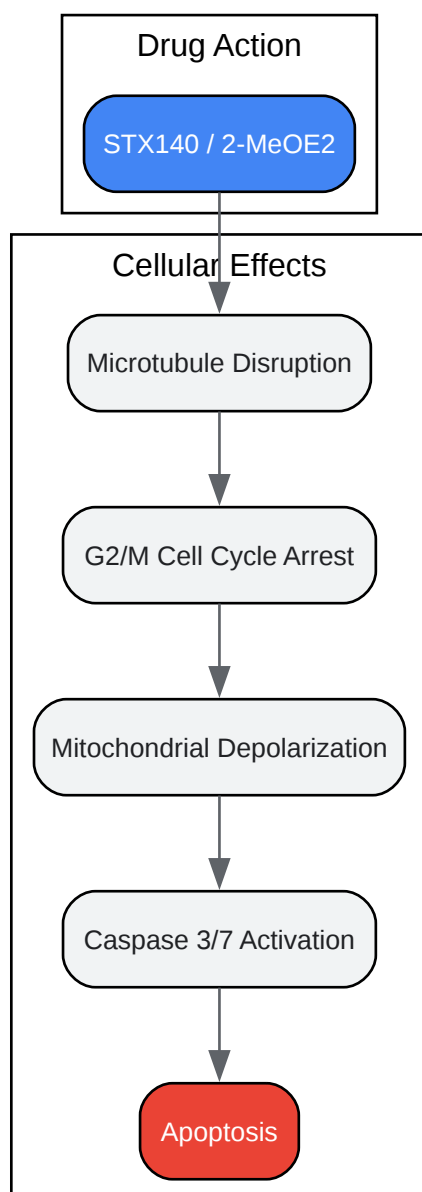 Drug Action
STX140 / 2-MeOE2
Cellular Effects
Microtubule Disruption
G2/M Cell Cycle Arrest
Mitochondrial Depolarization
Caspase 3/7 Activation
Apoptosis